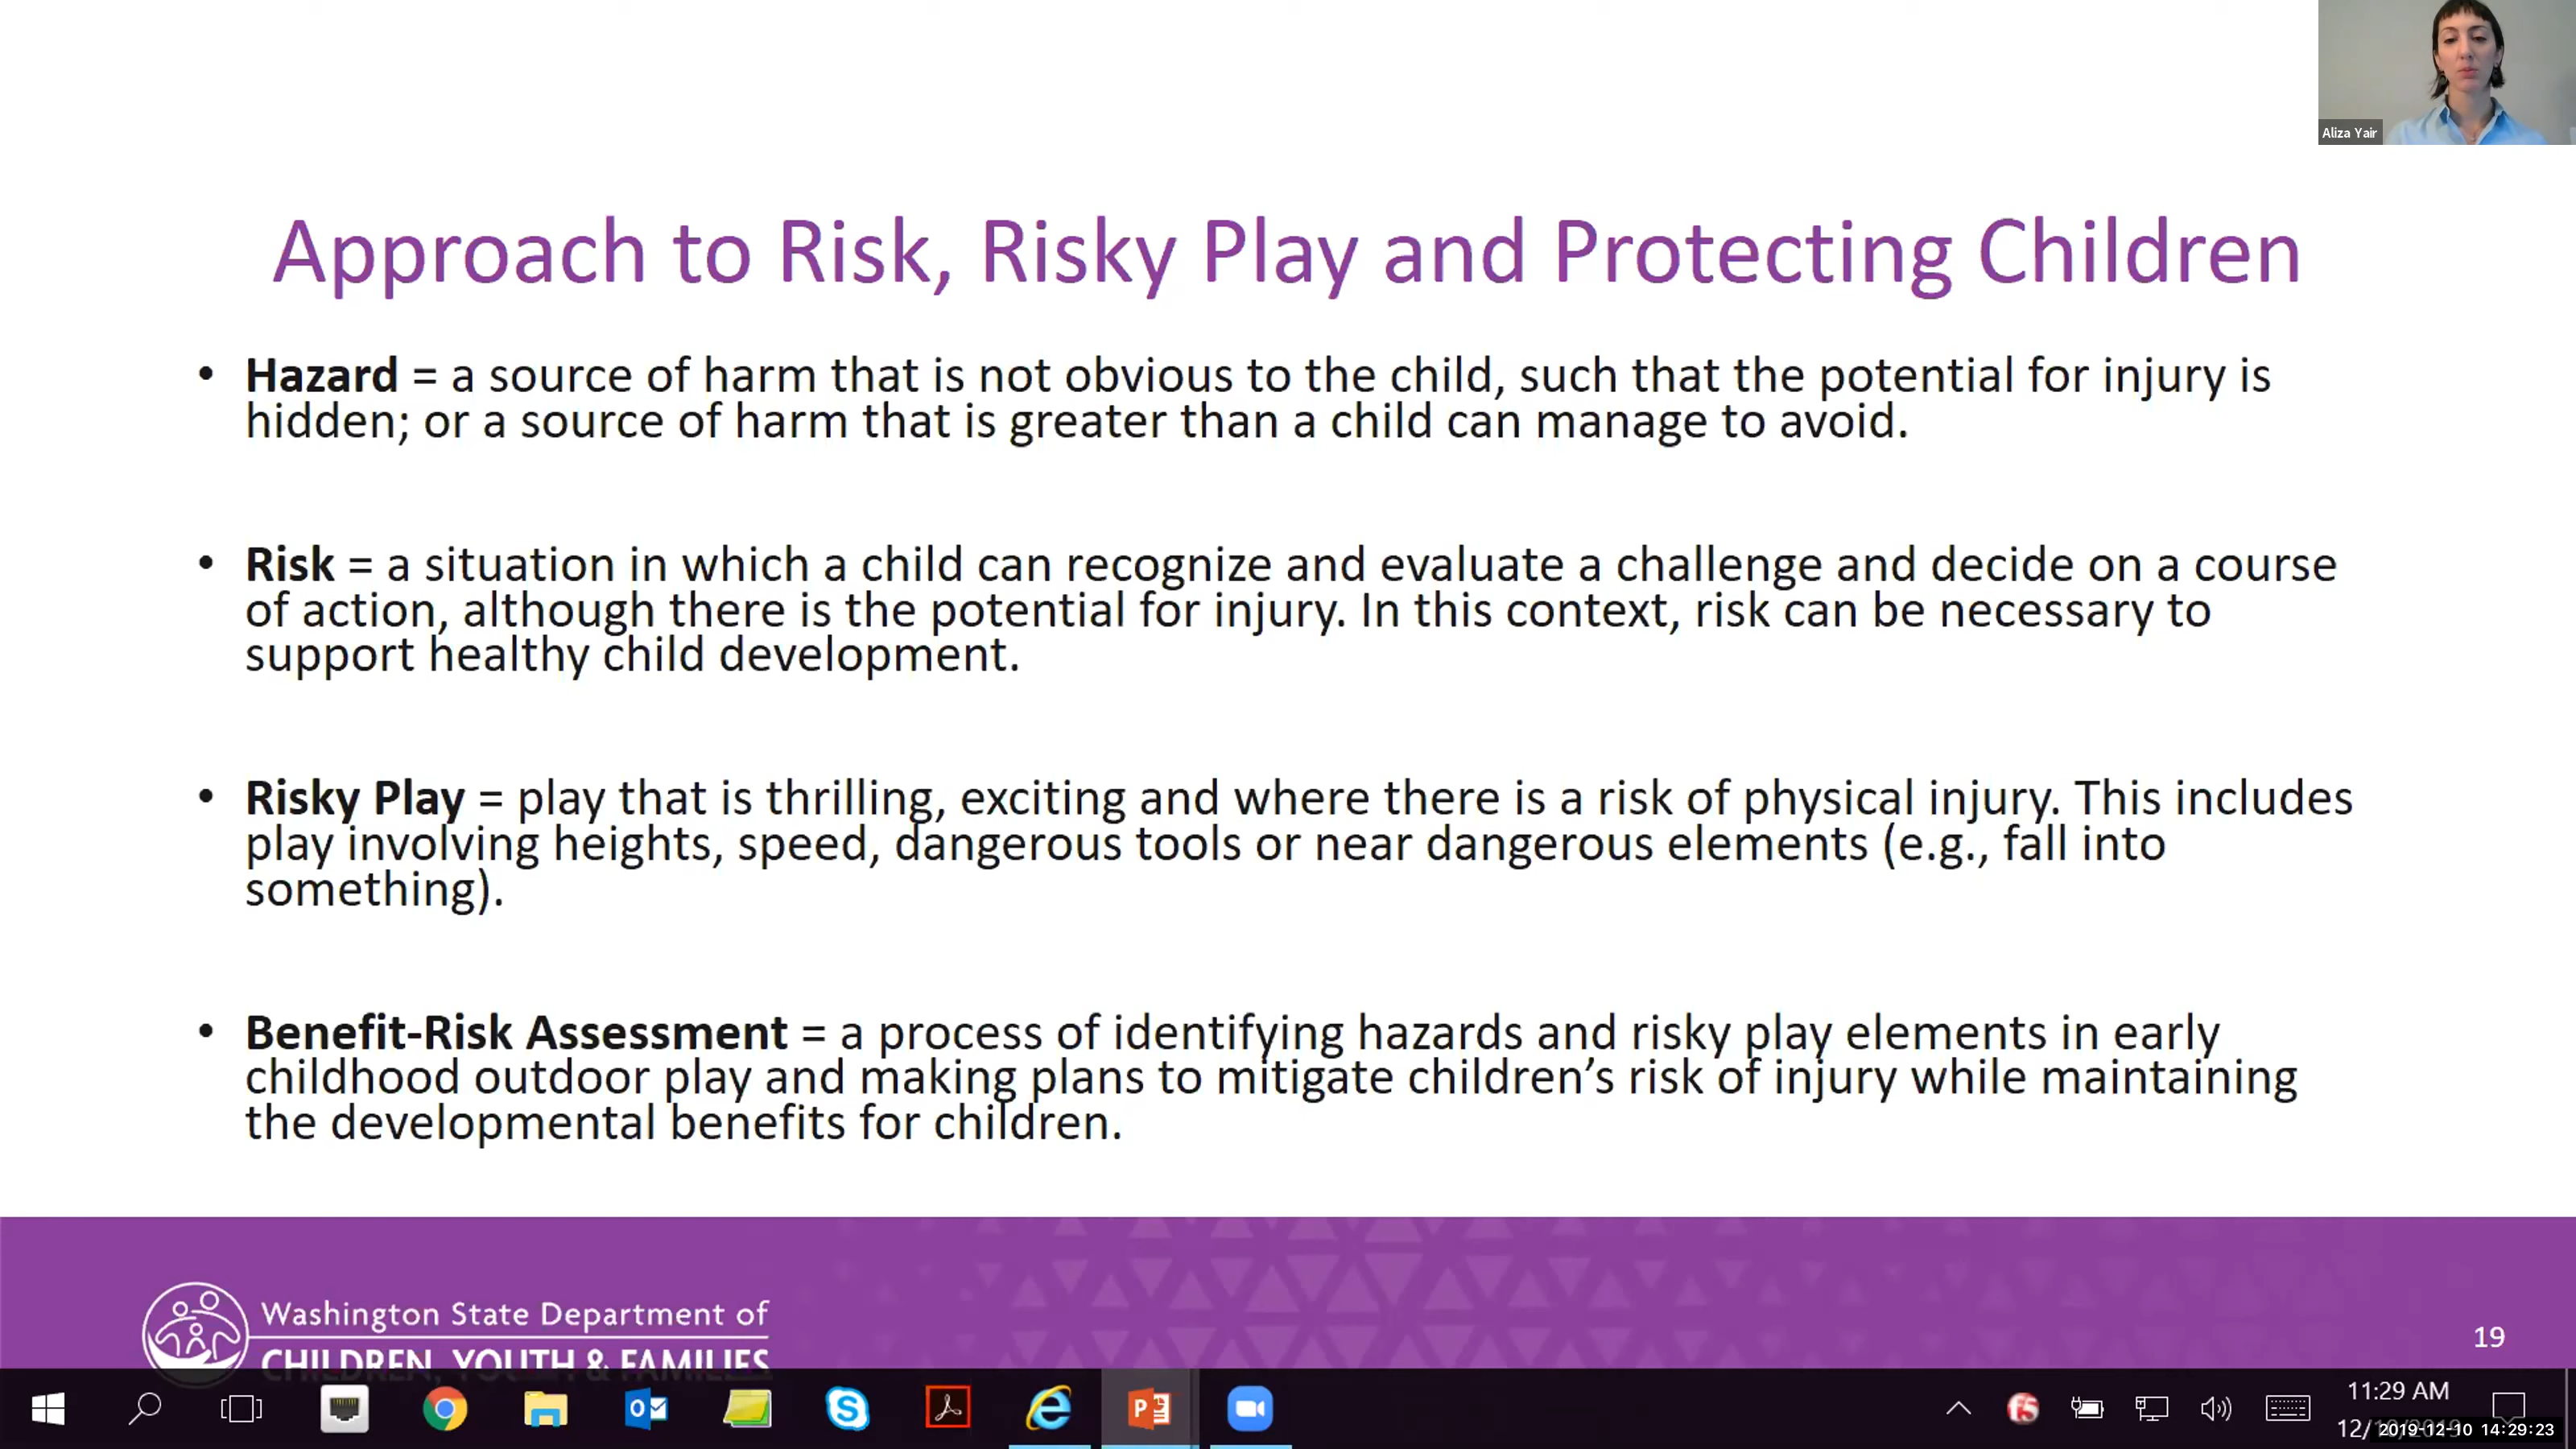 Aliza Yair
Approach to Risk, Risky Play and Protecting Children
• Hazard = a source of harm that is not obvious to the child, such that the potential for injury is
hidden; or a source of harm that is greater than a child can manage to avoid.
• Risk = a situation in which a child can recognize and evaluate a challenge and decide on a course
of action, although there is the potential for injury. In this context, risk can be necessary to
support healthy child development.
• Risky Play = play that is thrilling, exciting and where there is a risk of physical injury. This includes
play involving heights, speed, dangerous tools or near dangerous elements (e.g., fall into
something).
• Benefit-Risk Assessment = a process of identifying hazards and risky play elements in early
childhood outdoor play and making plans to mitigate children’s risk of injury while maintaining
the developmental benefits for children.
Washington State Department of
CHILDREN, YOUTH & FAMILIES
19
11:29 AM
2019-12-10 14:29:23